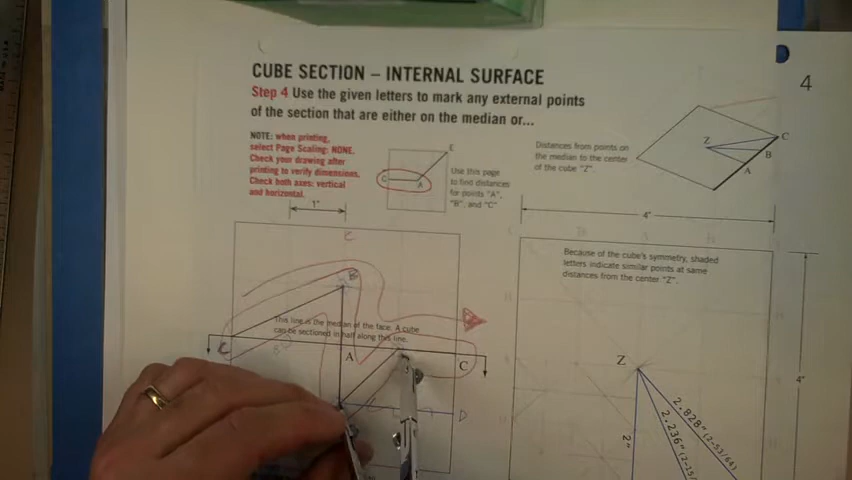 4
CUBE SECTION – INTERNAL SURFACE
Step 4 Use the given letters to mark any external points
of the section that are either on the median or...
NOTE: when printing,
select Page Scaling: NONE.
Check your drawing after
printing to verify dimensions.
Check both axes: vertical
and horizontal.
E
C
A
Use this page
to find distances
for points "A",
"B", and "C"
Distances from points on
the median to the center
of the cube "Z".
Z
C
B
A
1"
4"
E
B
This line is the median of the face. A cube
can be sectioned in half along this line.
C
A
C
D
Because of the cube's symmetry, shaded
letters indicate similar points at same
distances from the center "Z".
Z
4"
2"
2.828" (2-53/64)
2.236"